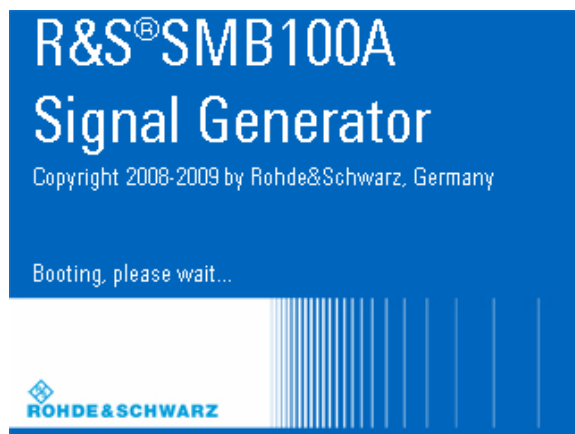 R&S®SMB100A
Signal Generator
Copyright 2008-2009 by Rohde&Schwarz, Germany
Booting, please wait...
ROHDE&SCHWARZ